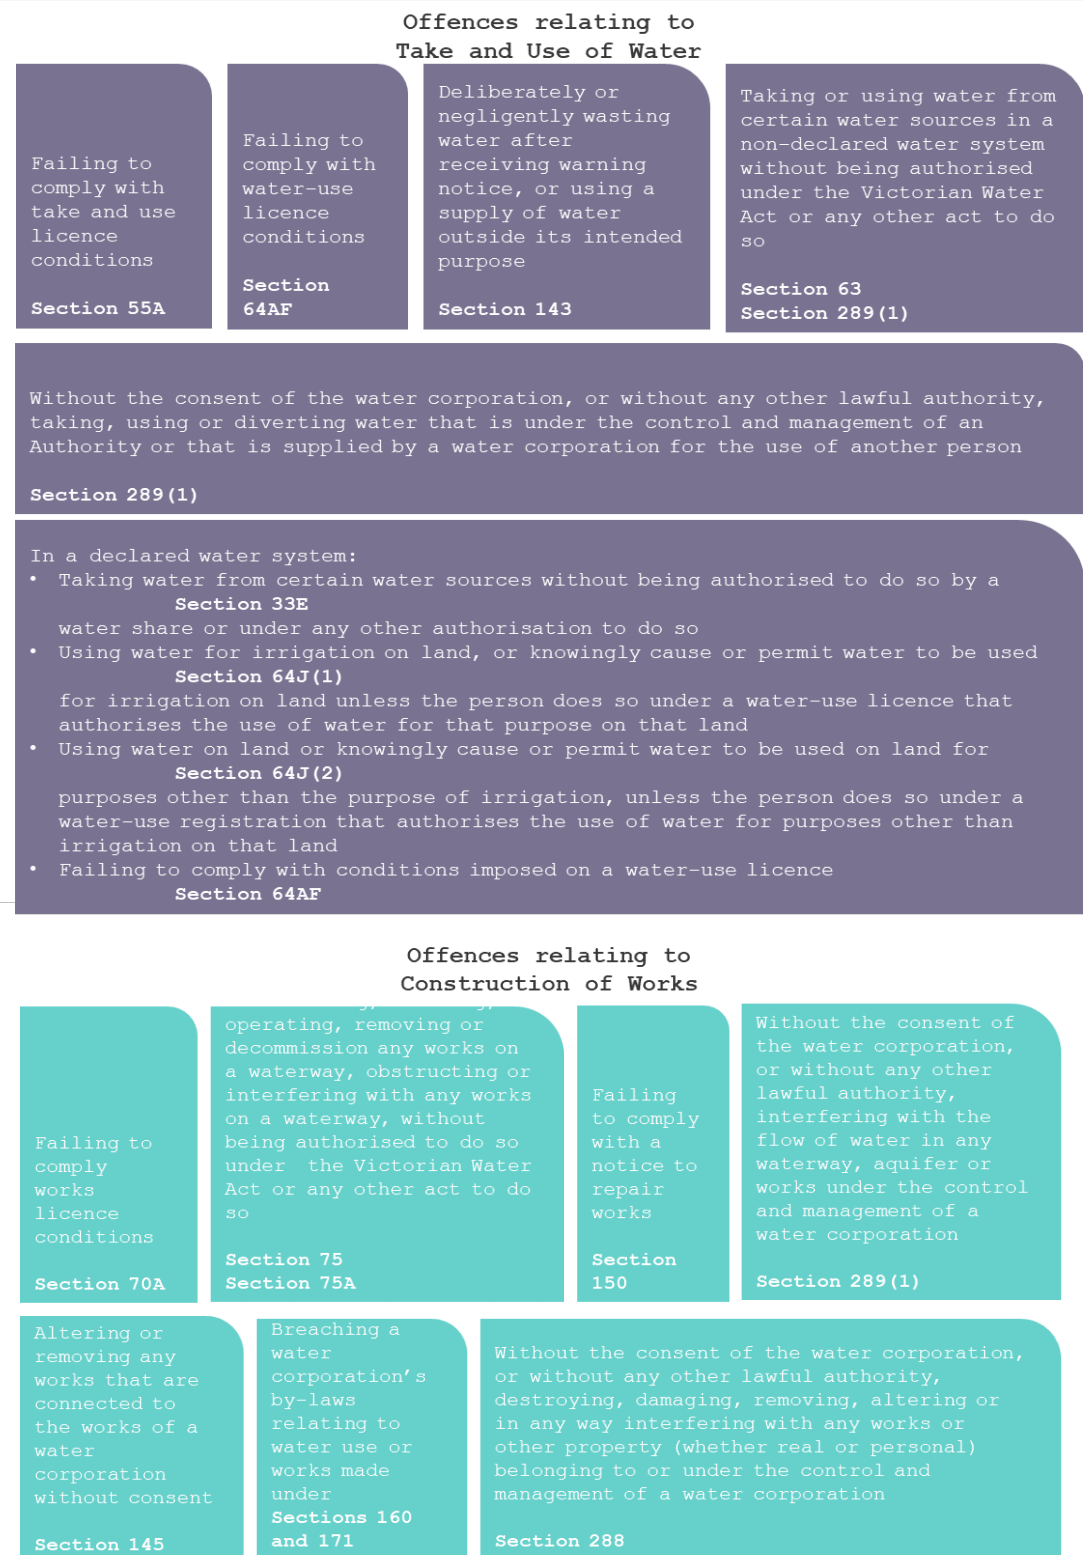 Offences relating to
Take and Use of Water
Failing to
comply with
take and use
licence
conditions
Section 55A
Failing to
comply with
water-use
licence
conditions
Section
64AF
Deliberately or
negligently wasting
water after
receiving warning
notice, or using a
supply of water
outside its intended
purpose
Section 143
Taking or using water from
certain water sources in a
non-declared water system
without being authorised
under the Victorian Water
Act or any other act to do
so
Section 63
Section 289(1)
Without the consent of the water corporation, or without any other lawful authority,
taking, using or diverting water that is under the control and management of an
Authority or that is supplied by a water corporation for the use of another person
Section 289(1)
In a declared water system:
• Taking water from certain water sources without being authorised to do so by a
Section 33E
water share or under any other authorisation to do so
• Using water for irrigation on land, or knowingly cause or permit water to be used
Section 64J(1)
for irrigation on land unless the person does so under a water-use licence that
authorises the use of water for that purpose on that land
• Using water on land or knowingly cause or permit water to be used on land for
Section 64J(2)
purposes other than the purpose of irrigation, unless the person does so under a
water-use registration that authorises the use of water for purposes other than
irrigation on that land
• Failing to comply with conditions imposed on a water-use licence
Section 64AF
Offences relating to
Construction of Works
Failing to
comply
works
licence
conditions
Section 70A
operating, removing or
decommission any works on
a waterway, obstructing or
interfering with any works
on a waterway, without
being authorised to do so
under the Victorian Water
Act or any other act to do
so
Section 75
Section 75A
Failing
to comply
with a
notice to
repair
works
Section
150
Without the consent of
the water corporation,
or without any other
lawful authority,
interfering with the
flow of water in any
waterway, aquifer or
works under the control
and management of a
water corporation
Section 289(1)
Altering or
removing any
works that are
connected to
the works of a
water
corporation
without consent
Section 145
Breaching a
water
corporation's
by-laws
relating to
water use or
works made
under
Sections 160
and 171
Without the consent of the water corporation,
or without any other lawful authority,
destroying, damaging, removing, altering or
in any way interfering with any works or
other property (whether real or personal)
belonging to or under the control and
management of a water corporation
Section 288